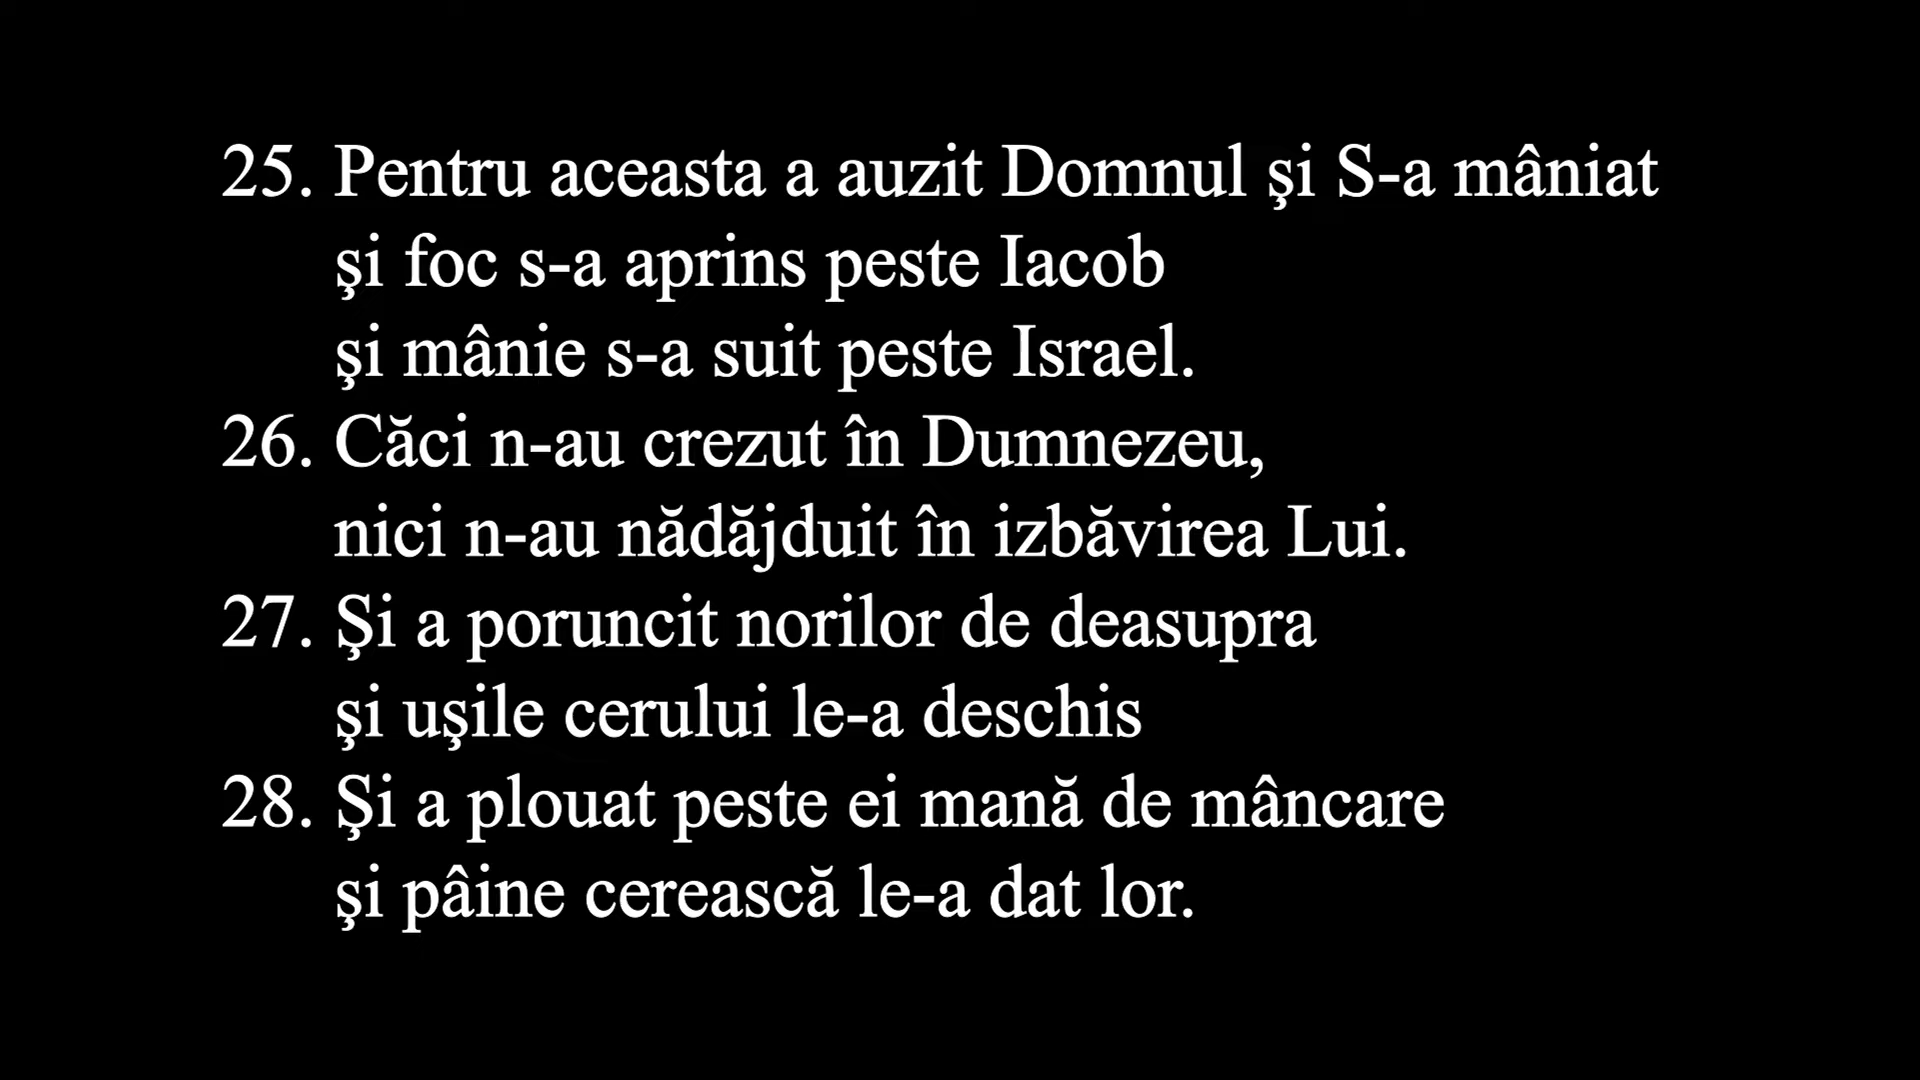 25. Pentru aceasta a auzit Domnul şi S-a mâniat
şi foc s-a aprins peste Iacob
şi mânie s-a suit peste Israel.
26. Căci n-au crezut în Dumnezeu,
nici n-au nădăjduit în izbăvirea Lui.
27. Şi a poruncit norilor de deasupra
şi uşile cerului le-a deschis
28. Şi a plouat peste ei mană de mâncare
şi pâine cerească le-a dat lor.